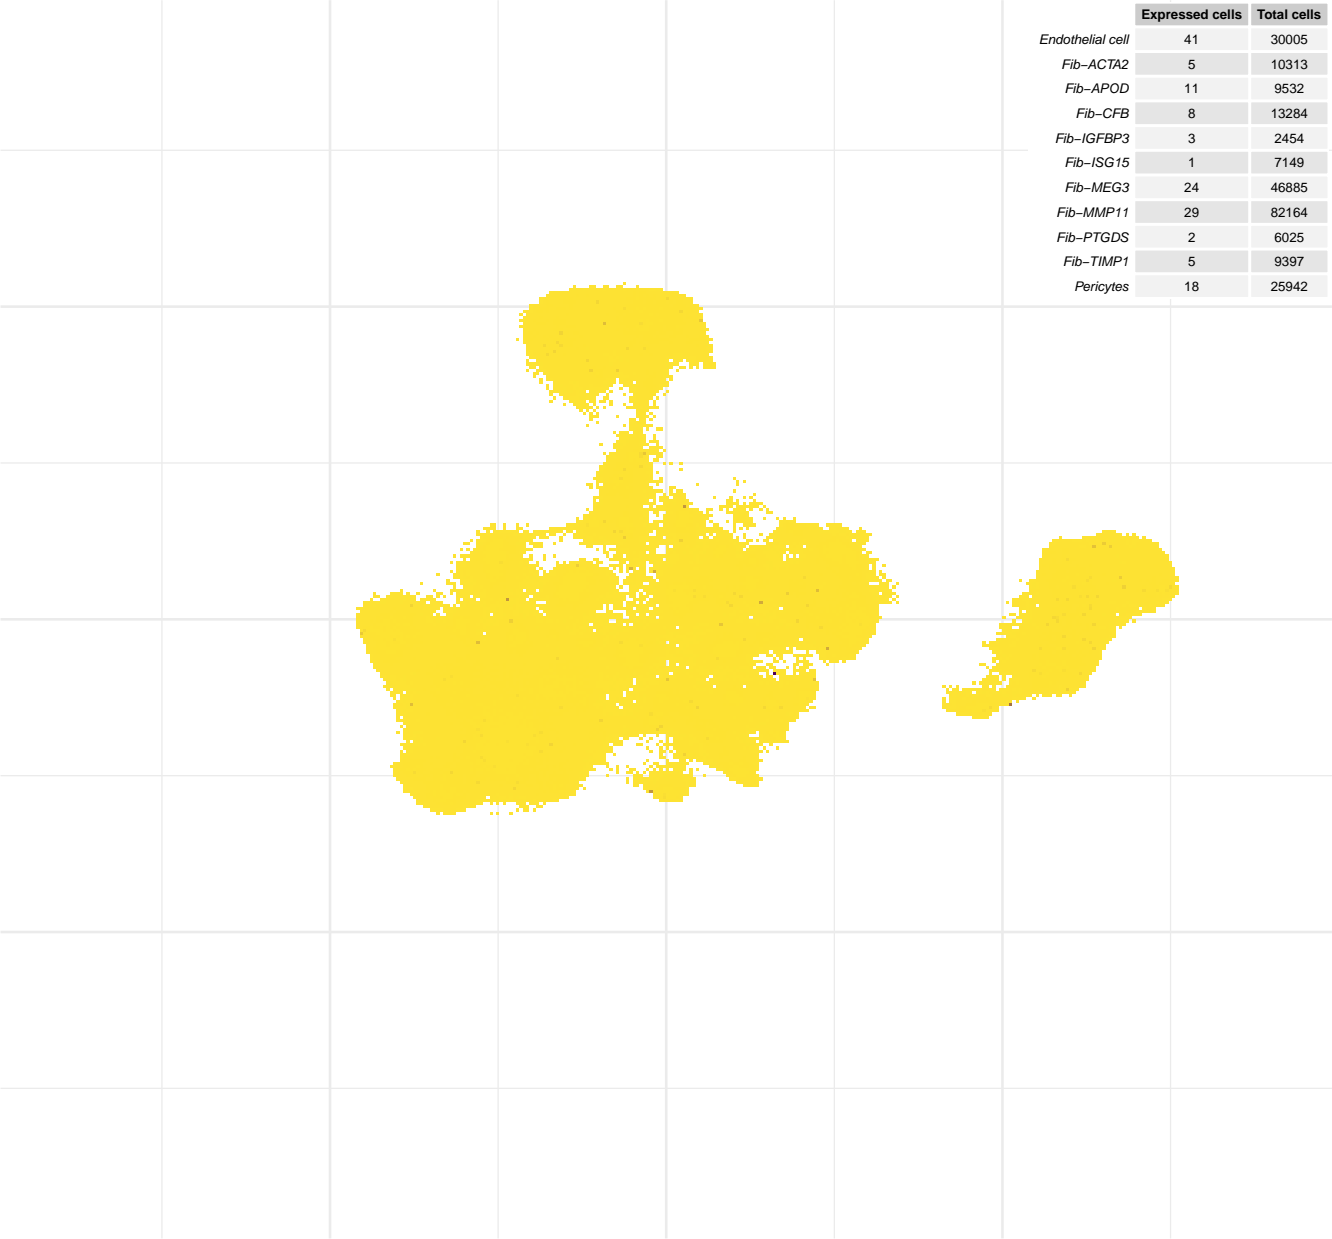 Expressed cells Total cells
Endothelial cell 41 30005
Fib−ACTA2 5 10313
Fib−APOD 11 9532
Fib−CFB 8 13284
Fib−IGFBP3 3 2454
Fib−ISG15 1 7149
Fib−MEG3 24 46885
Fib−MMP11 29 82164
Fib−PTGDS 2 6025
Fib−TIMP1 5 9397
Pericytes 18 25942